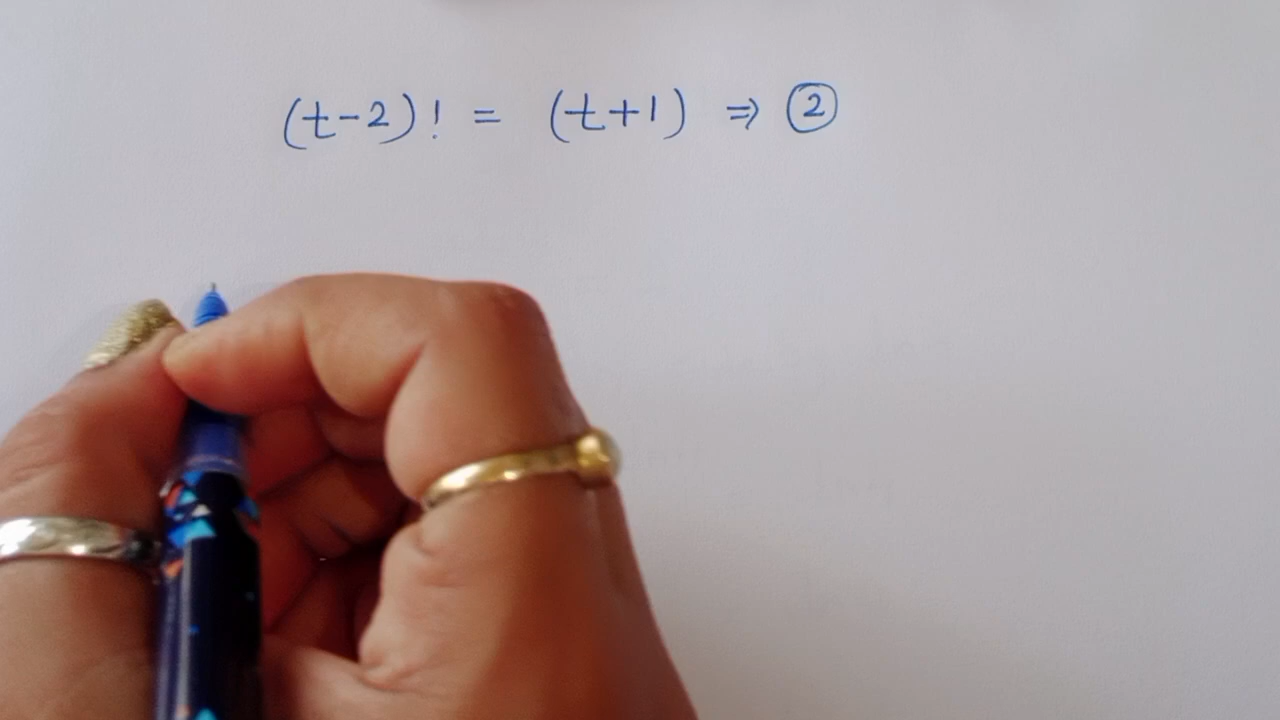 (t-2)! = (t+1) ⇒ ②